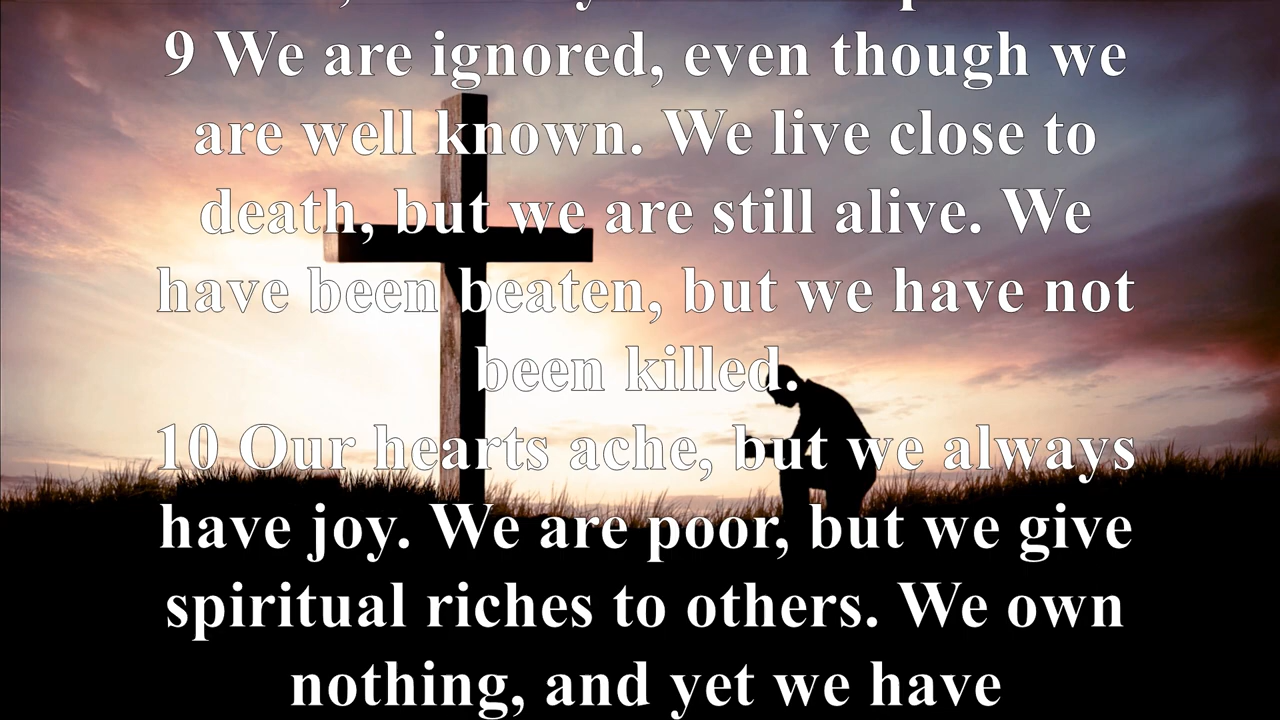 9 We are ignored, even though we
are well known. We live close to
death, but we are still alive. We
have been beaten, but we have not
been killed.
10 Our hearts ache, but we always
have joy. We are poor, but we give
spiritual riches to others. We own
nothing, and yet we have